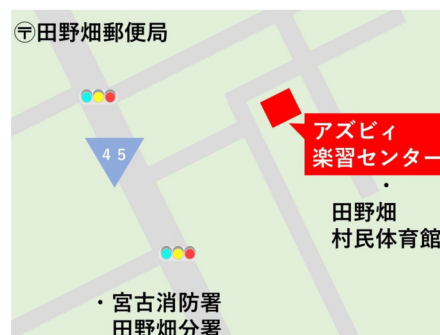 〶田野畑郵便局
45
アズビィ
楽習センター
・
田野畑
村民体育館
・宮古消防署
田野畑分署